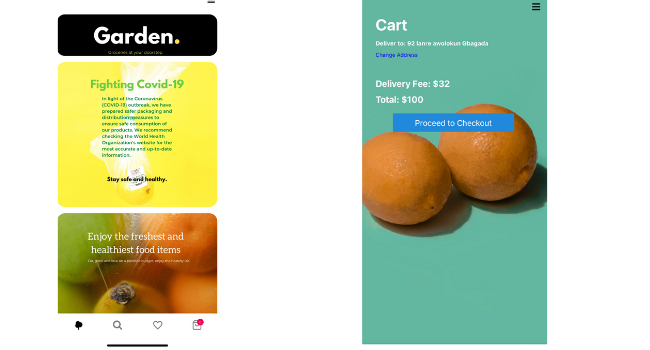 Garden.
Groceries at your doorstep.
Fighting Covid-19
In light of the Coronavirus
(COVID-19) outbreak, we have
prepared safer packaging and
distribution measures to
ensure safe consumption of
our products. We recommend
checking the World Health
Organization's website for the
most accurate and up-to-date
information.
Stay safe and healthy.
Enjoy the freshest and
healthiest food items
Cart
Deliver to: 92 lanre awolokun Gbagada
Change Address
Delivery Fee: $32
Total: $100
Proceed to Checkout